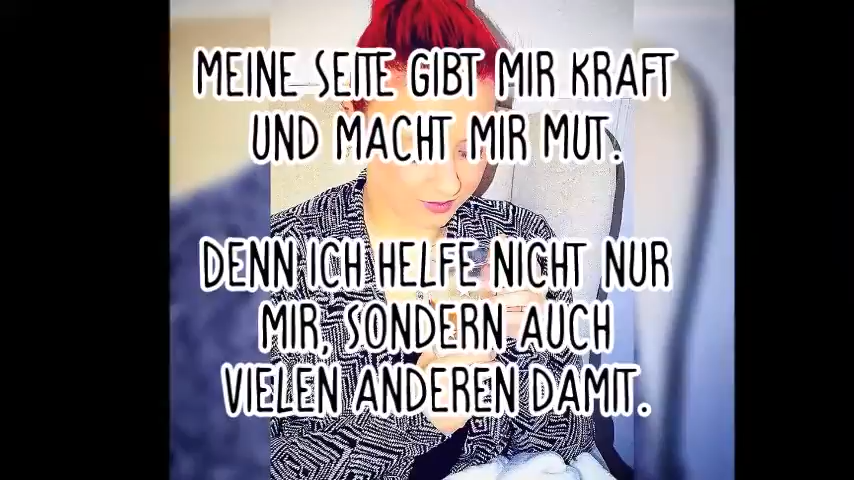 MEINE SEITE GIBT MIR KRAFT
UND MACHT MIR MUT.
DENN ICH HELFE NICHT NUR
MIR, SONDERN AUCH
VIELEN ANDEREN DAMIT.